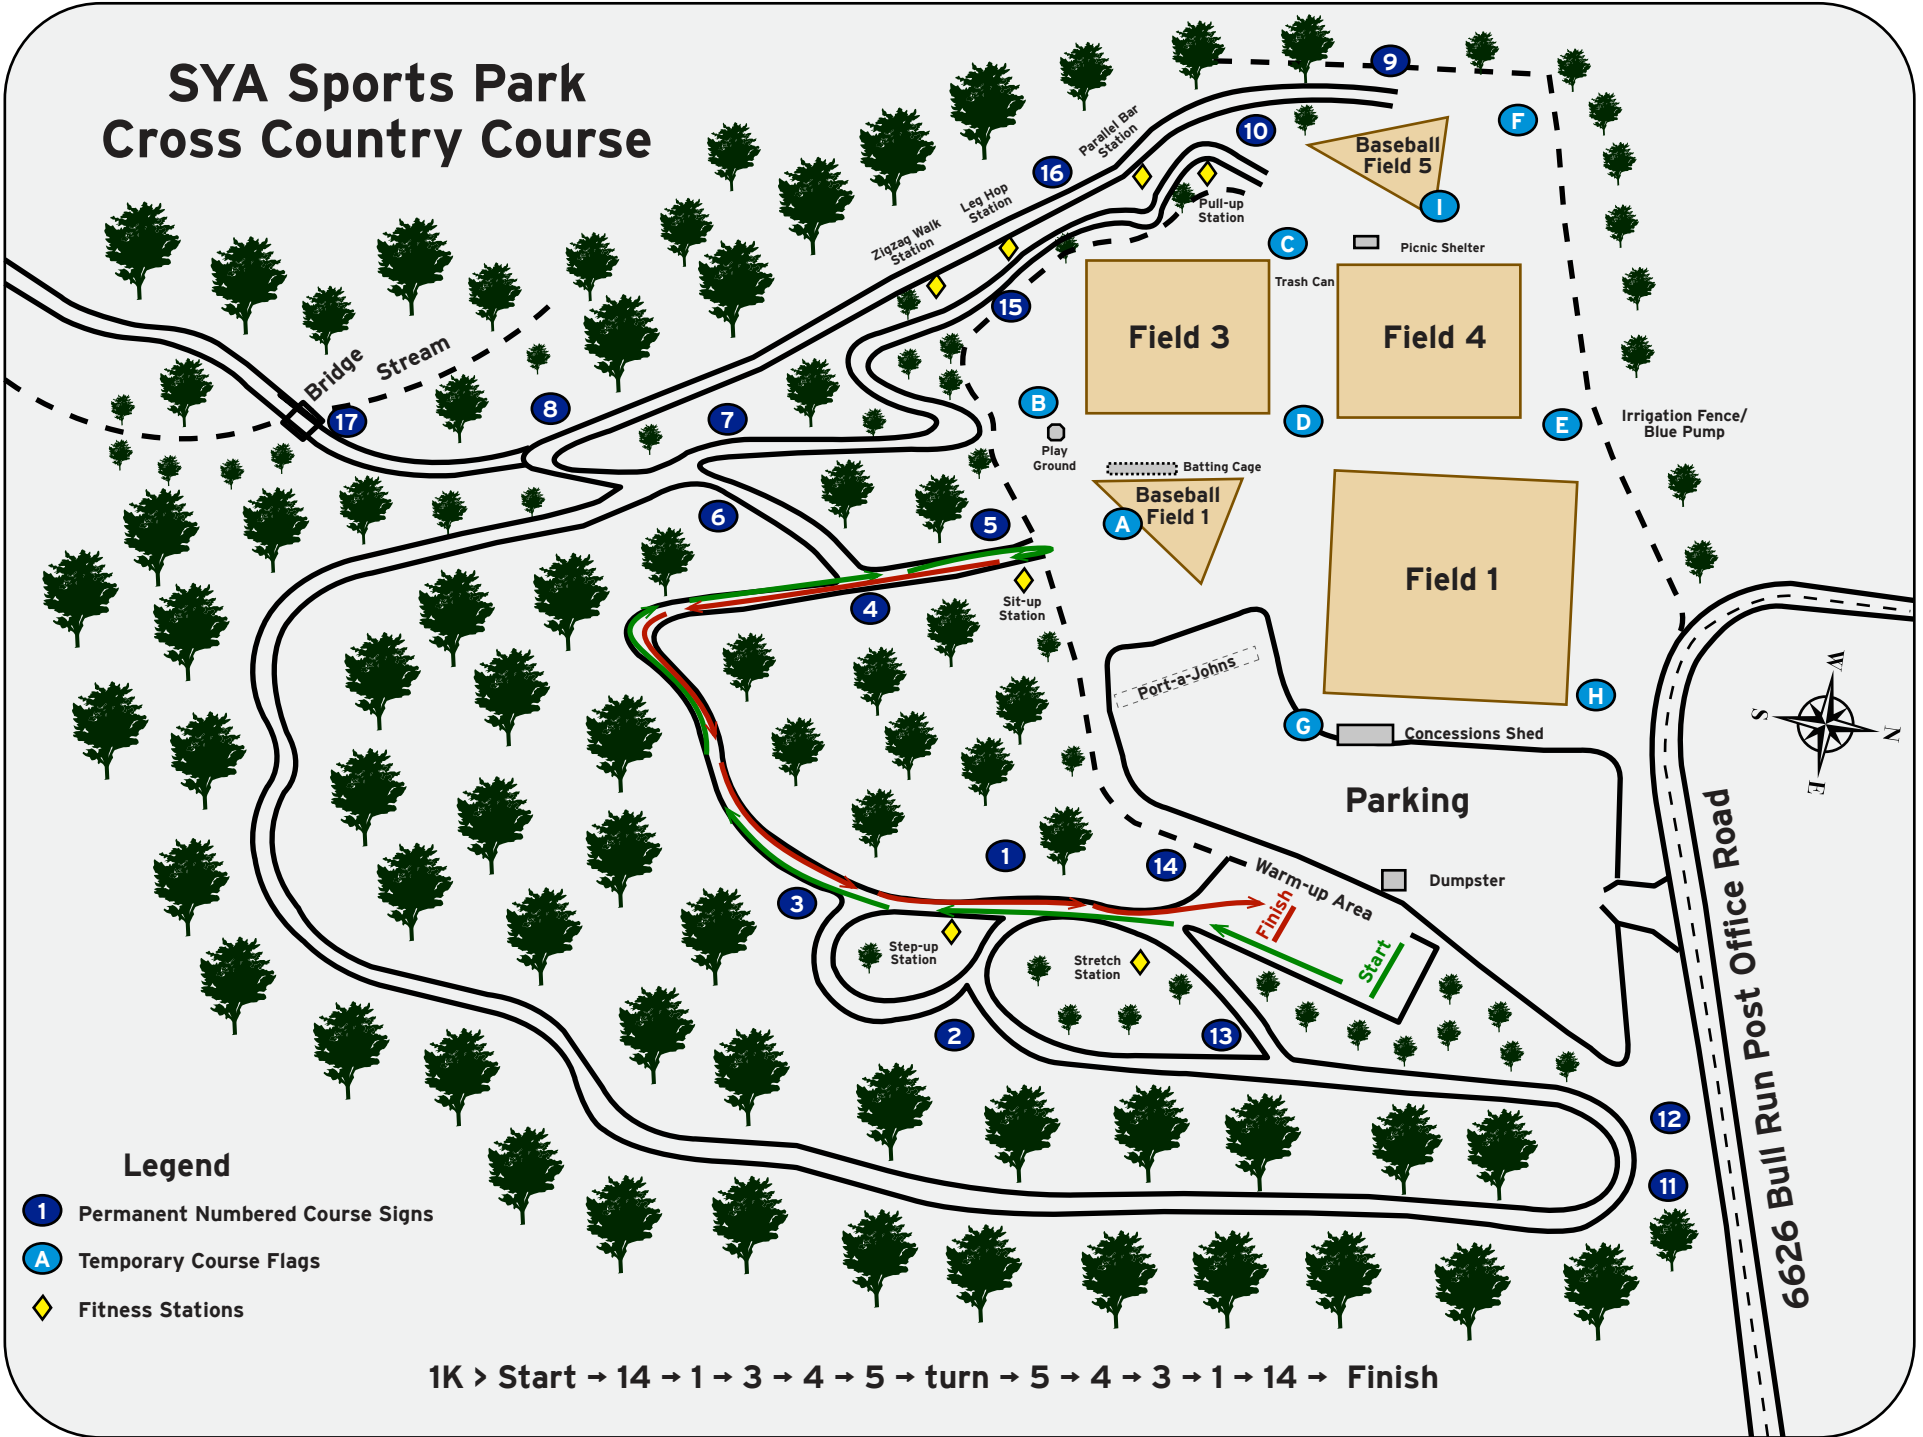 SYA Sports Park
Cross Country Course
9
F
10
Parallel Bar
Station
Baseball
Field 5
16
Leg Hop
Station
Pull-up
Station
I
Zigzag Walk
Station
C
Picnic Shelter
Trash Can
15
Field 3
Field 4
Bridge
Stream
17
8
7
B
D
E
Irrigation Fence/
Blue Pump
Play
Ground
Batting Cage
Baseball
Field 1
A
6
5
Field 1
4
Sit-up
Station
Port-a-Johns
W
S
N
E
H
G
Concessions Shed
Parking
1
14
Warm-up Area
Dumpster
3
Finish
Start
Step-up
Station
Stretch
Station
2
13
12
11
6626 Bull Run Post Office Road
Legend
1 Permanent Numbered Course Signs
A Temporary Course Flags
Fitness Stations
1K > Start → 14 → 1 → 3 → 4 → 5 → turn → 5 → 4 → 3 → 1 → 14 → Finish